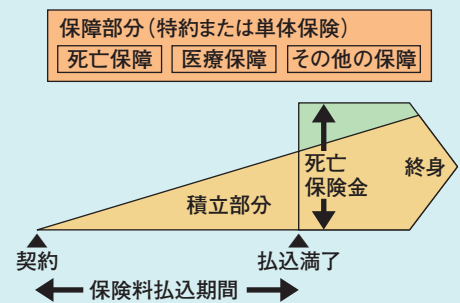 保障部分（特約または単体保険）
死亡保障 医療保障 その他の保障
死亡
保険金
終身
積立部分
契約 払込満了
保険料払込期間